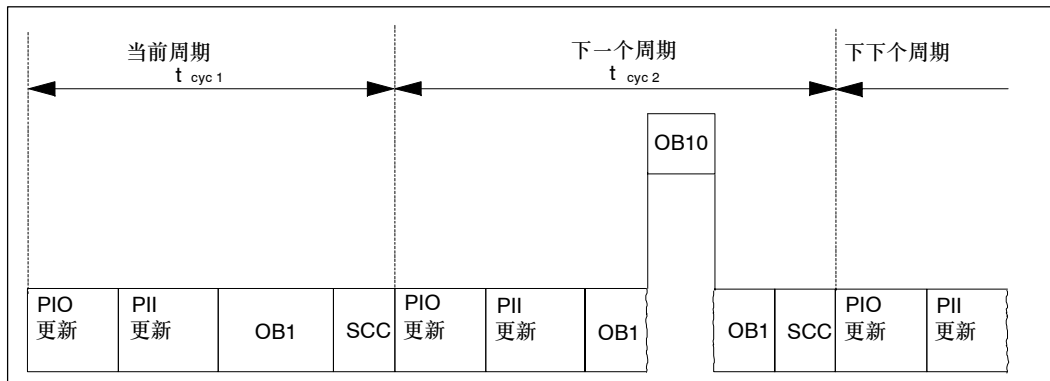 当前周期
t cyc 1
下一个周期
t cyc 2
下下个周期
OB10
PIO
更新
PII
更新
OB1
SCC
PIO
更新
PII
更新
OB1
OB1
SCC
PIO
更新
PII
更新